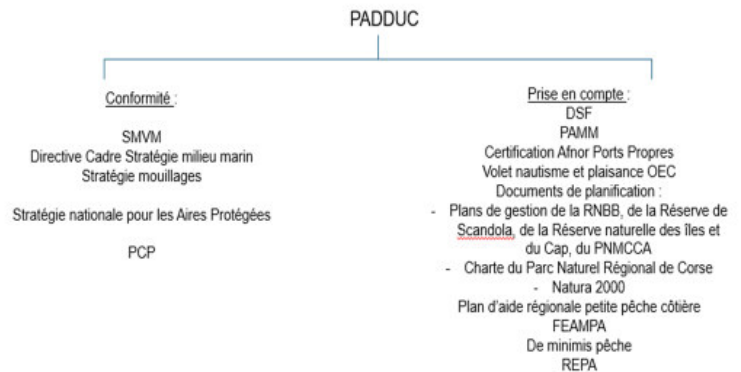 PADDUC
Conformité :
SMVM
Directive Cadre Stratégie milieu marin
Stratégie mouillages
Stratégie nationale pour les Aires Protégées
PCP
Prise en compte :
DSF
PAMM
Certification Afnor Ports Propres
Volet nautisme et plaisance OEC
Documents de planification :
- Plans de gestion de la RNBB, de la Réserve de
Scandola, de la Réserve naturelle des îles et
du Cap, du PNMCCA
- Charte du Parc Naturel Régional de Corse
- Natura 2000
Plan d'aide régionale petite pêche côtière
FEAMPA
De minimis pêche
REPA